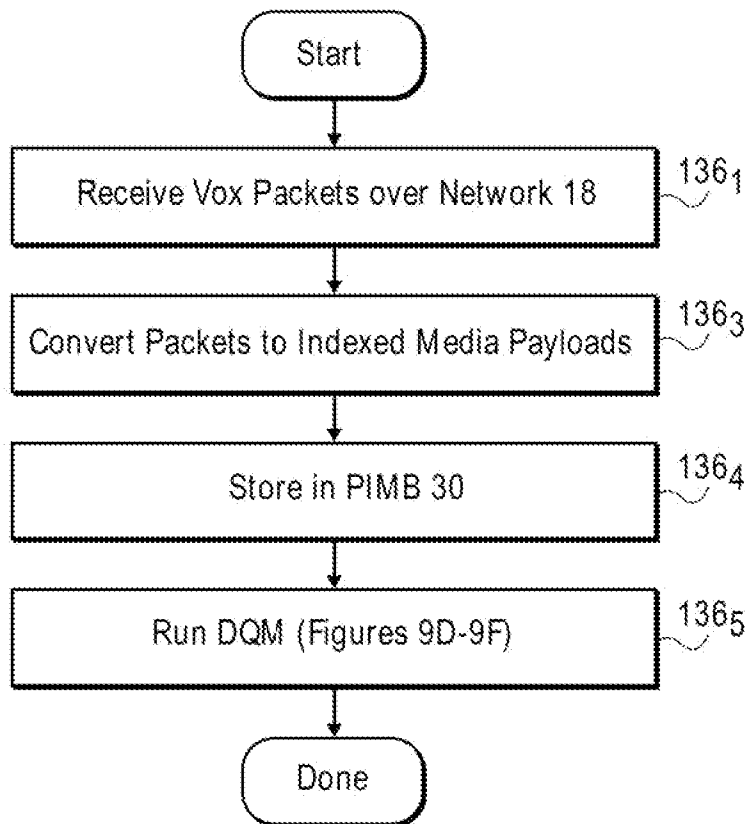 Start
Receive Vox Packets over Network 18
136₁
Convert Packets to Indexed Media Payloads
136₃
Store in PIMB 30
136₄
Run DQM (Figures 9D-9F)
136₅
Done